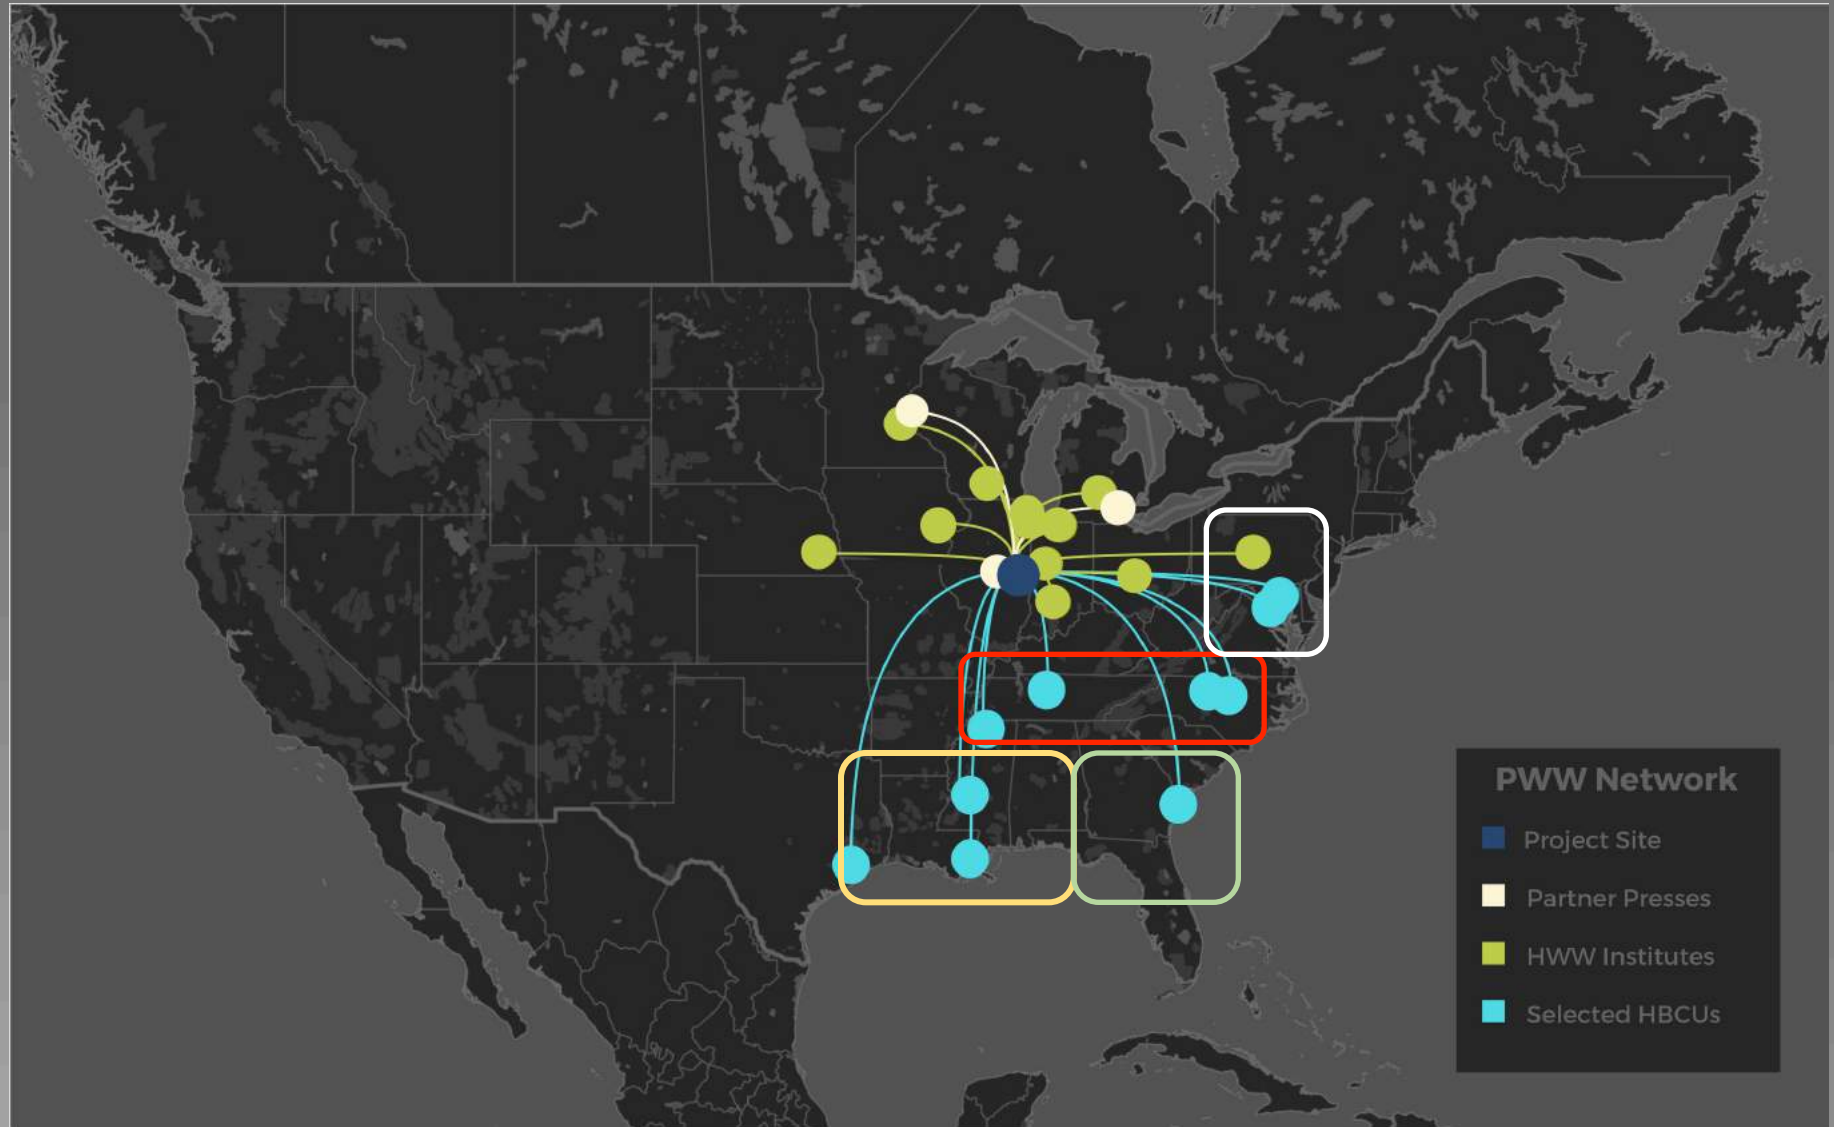 PWW Network
Project Site
Partner Presses
HWW Institutes
Selected HBCUs